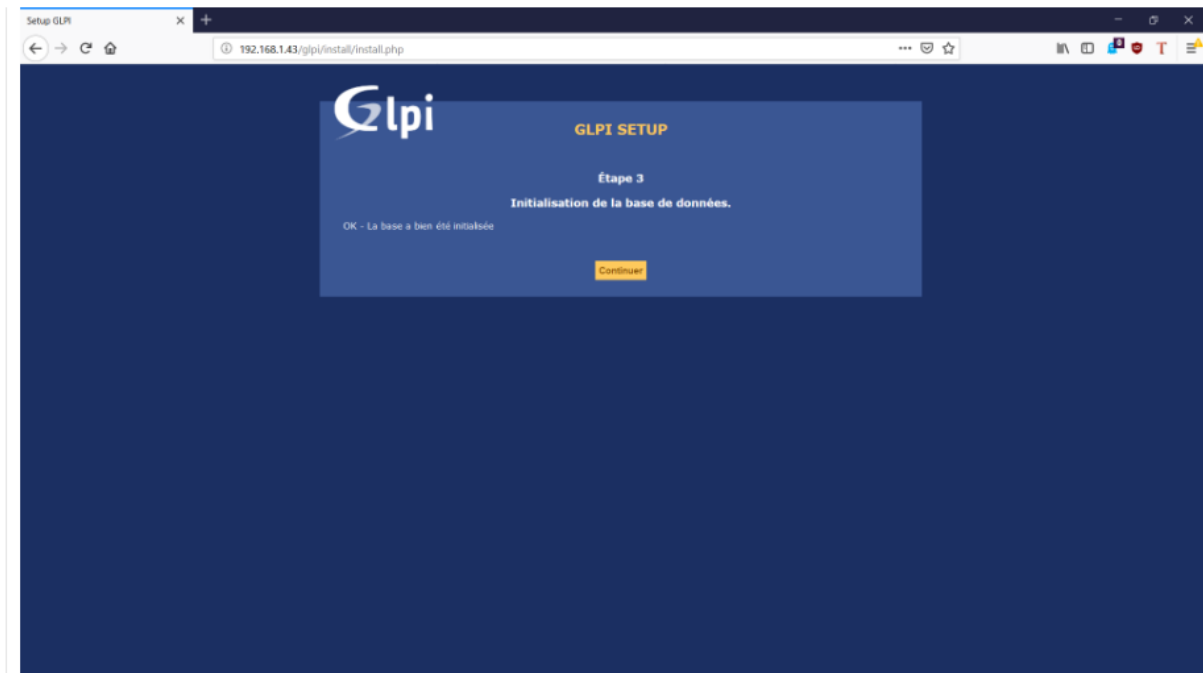 Setup GLPI
192.168.1.43/glpi/install/install.php
T
Glpi
GLPI SETUP
Étape 3
Initialisation de la base de données.
OK - La base a bien été initialisée
Continuer